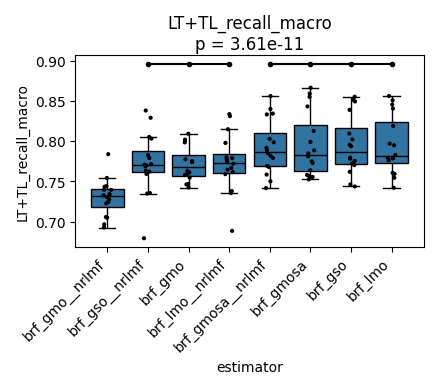 LT+TL_recall_macro
p = 3.61e-11
LT+TL_recall_macro
0.90
0.85
0.80
0.75
0.70
brf_gmo__nrlmf
brf_gso__nrlmf
brf_gmo
brf_lmo__nrlmf
brf_gmosa__nrlmf
brf_gmosa
brf_gso
brf_lmo
estimator